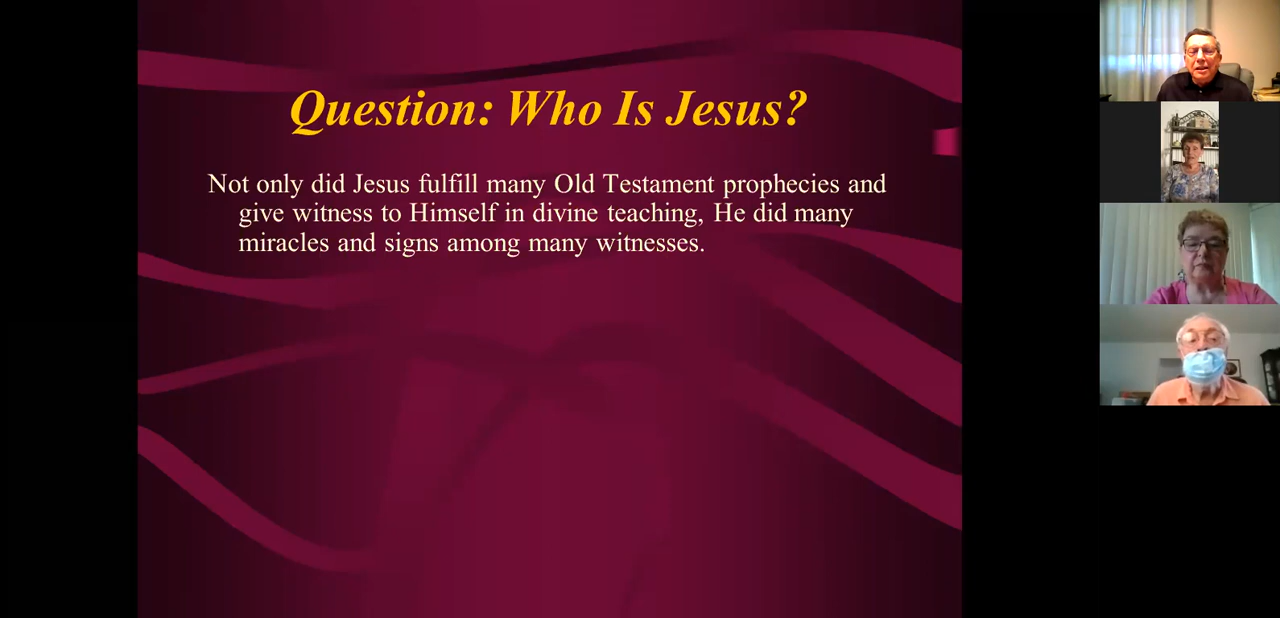 Question: Who Is Jesus?
Not only did Jesus fulfill many Old Testament prophecies and
give witness to Himself in divine teaching, He did many
miracles and signs among many witnesses.